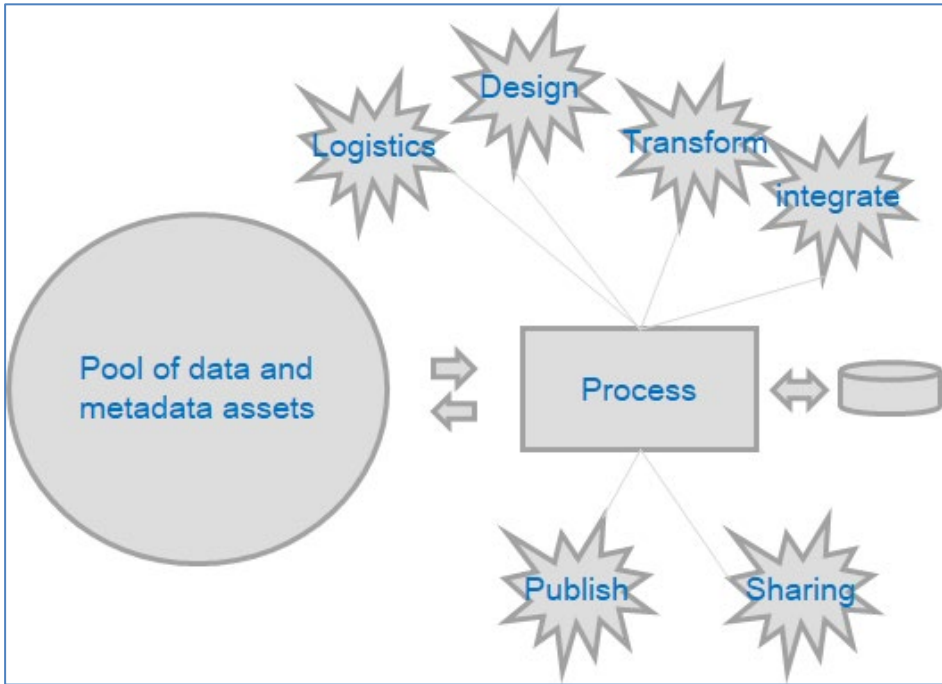 Design
Logistics
Transform
integrate
Pool of data and
metadata assets
Process
Publish
Sharing